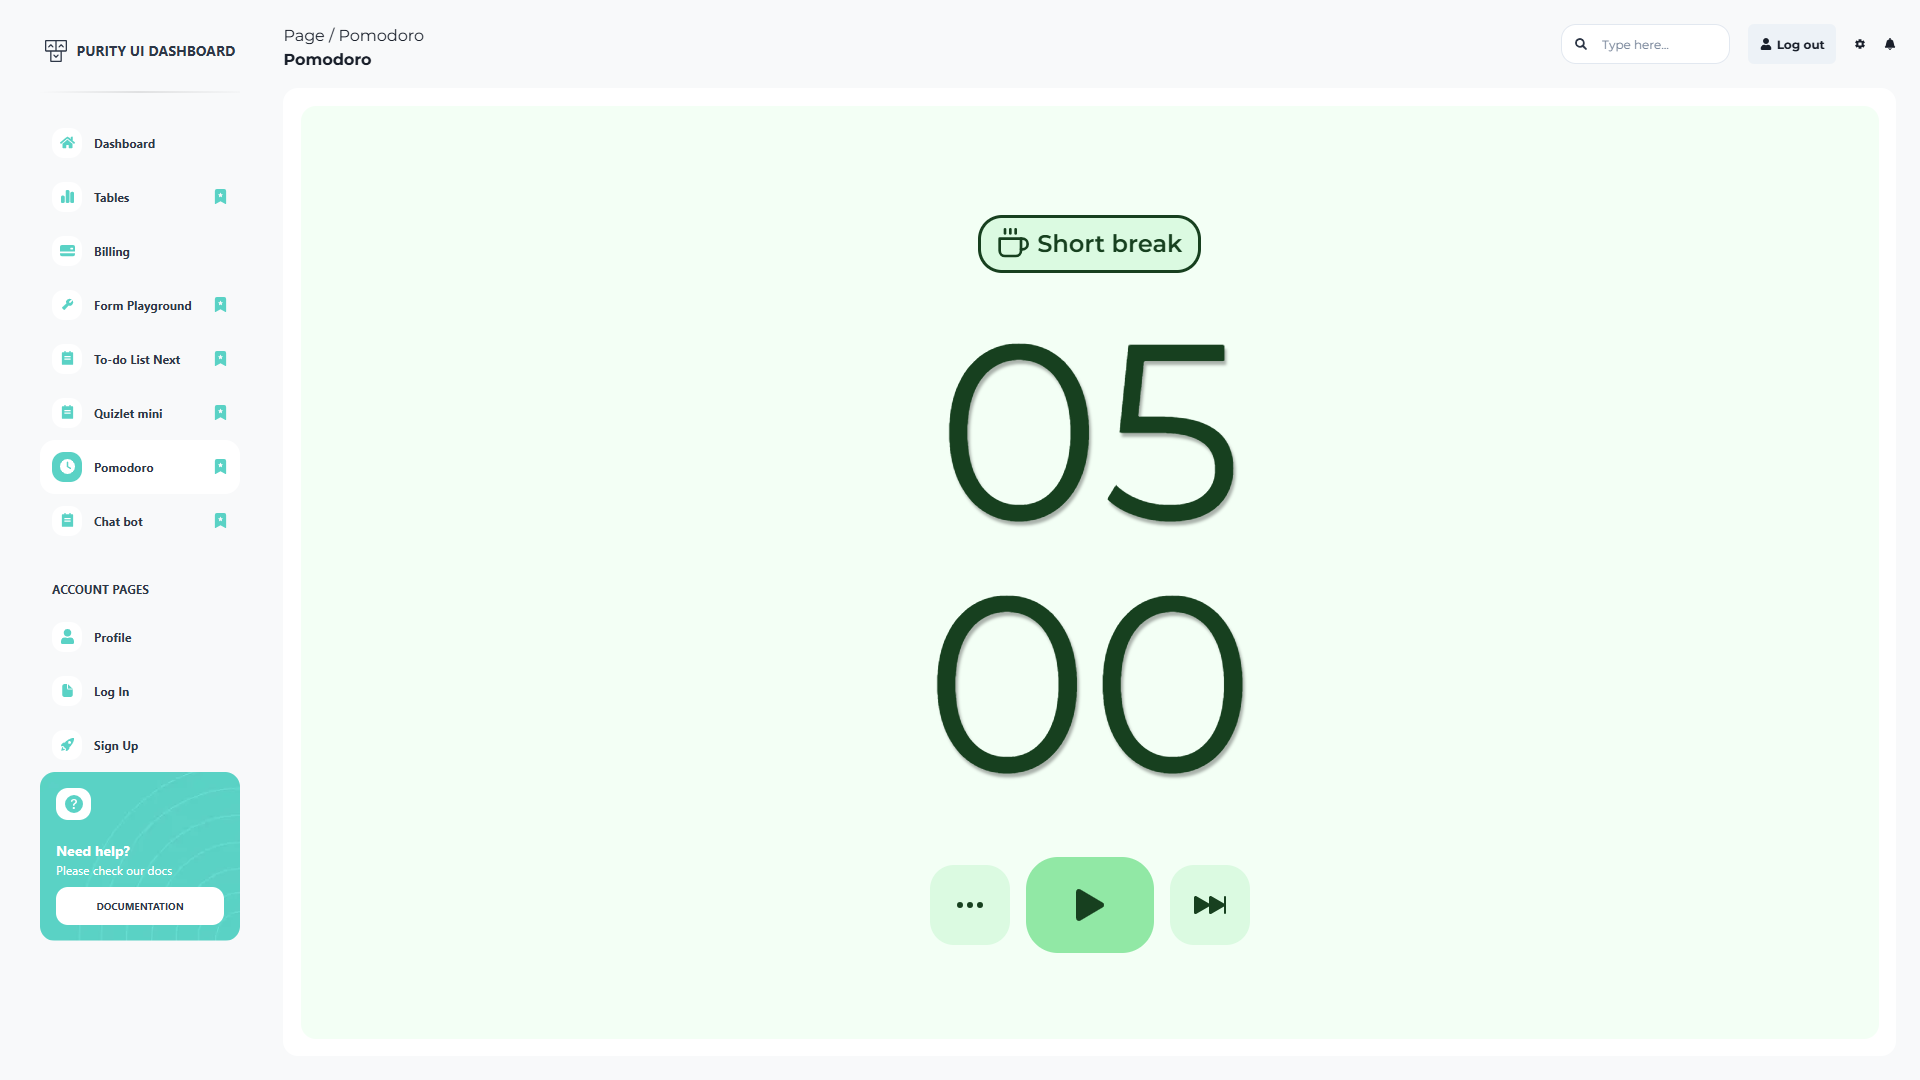 PURITY UI DASHBOARD
Dashboard
Tables
Billing
Form Playground
To-do List Next
Quizlet mini
Pomodoro
Chat bot
ACCOUNT PAGES
Profile
Log In
Sign Up
Need help?
Please check our docs
DOCUMENTATION
Page / Pomodoro
Pomodoro
Type here...
Log out
Short break
05
00